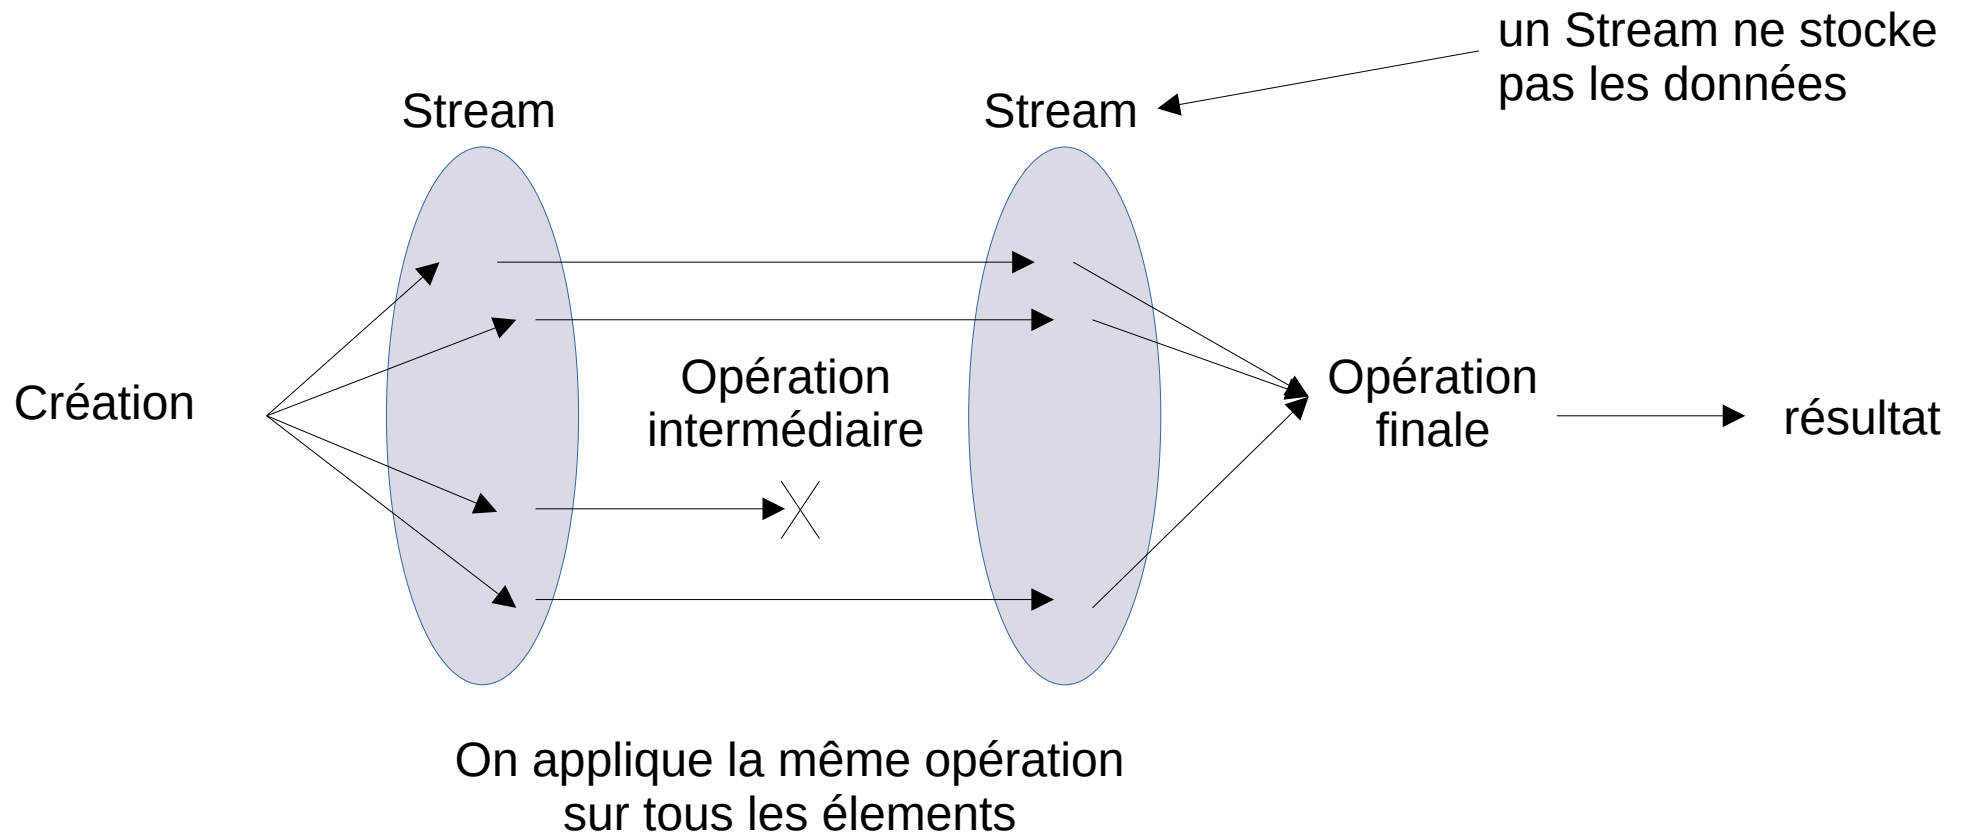 un Stream ne stocke
pas les données
Stream
Stream
Création
Opération
intermédiaire
Opération
finale
résultat
On applique la même opération
sur tous les élements